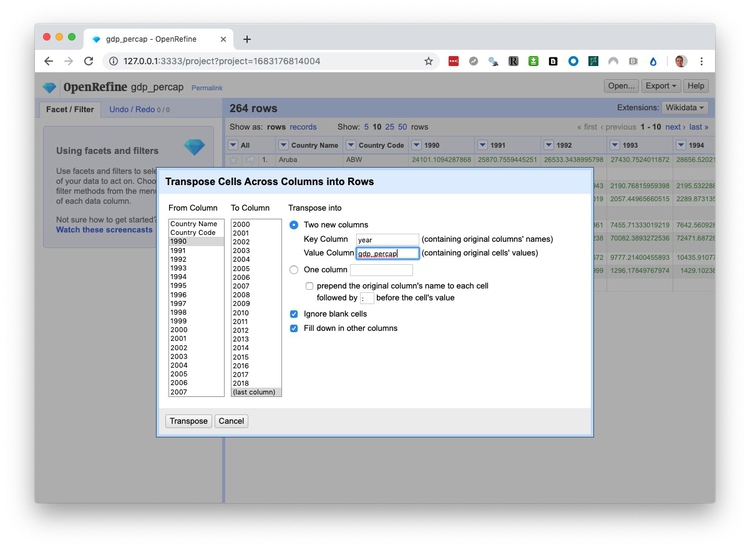 gdp_percap - OpenRefine
127.0.0.1:3333/project?project=1683176814004
OpenRefine gdp_percap Permalink
Open... Export Help
Facet / Filter Undo / Redo 0 / 0
264 rows
Extensions: Wikidata
Show as: rows records Show: 5 10 25 50 rows
« first ‹ previous 1 - 10 next › last »
All Country Name Country Code 1990 1991 1992 1993 1994
1. Aruba ABW 24101.1094287868 25870.7559445251 26533.3438995798 27430.7524011872 28656.52021
Using facets and filters
Use facets and filters to sele
of your data to act on. Choo
filter methods from the men
of each data column.
Not sure how to get started?
Watch these screencasts
943 2190.76815959398 2195.532288
019 2057.44965660515 2289.873135
361 7455.71333019219 7642.560928
636 70082.3893272536 72471.6872
607 9777.21400455893 10435.91077
999 1296.17849767974 1429.10236
Transpose Cells Across Columns into Rows
From Column
Country Name
Country Code
1990
1991
1992
1993
1994
1995
1996
1997
1998
1999
2000
2001
2002
2003
2004
2005
2006
2007
To Column
2000
2001
2002
2003
2004
2005
2006
2007
2008
2009
2010
2011
2012
2013
2014
2015
2016
2017
2018
(last column)
Transpose into
Two new columns
Key Column year (containing original columns' names)
Value Column gdp_percap (containing original cells' values)
One column
prepend the original column's name to each cell
followed by : before the cell's value
Ignore blank cells
Fill down in other columns
Transpose Cancel